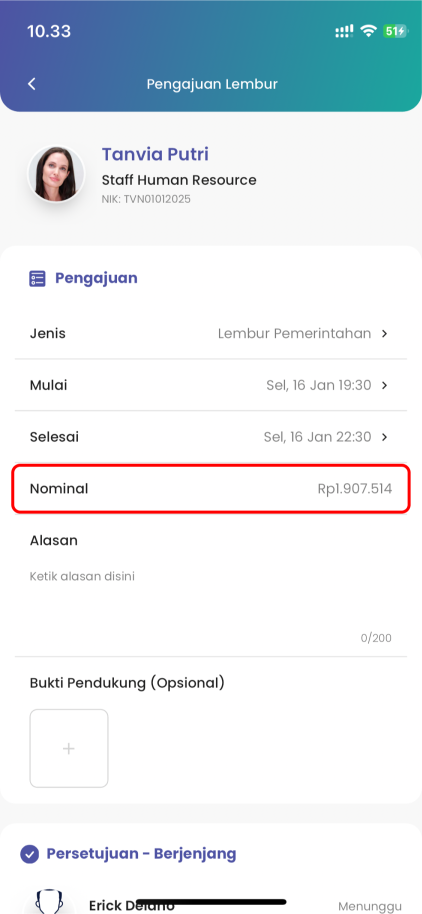 10.33
51
Pengajuan Lembur
Tanvia Putri
Staff Human Resource
NIK: TVN01012025
Pengajuan
Jenis Lembur Pemerintahan
Mulai Sel, 16 Jan 19:30
Selesai Sel, 16 Jan 22:30
Nominal Rp1.907.514
Alasan
Ketik alasan disini
0/200
Bukti Pendukung (Opsional)
+
Persetujuan - Berjenjang
Erick Delano Menunggu